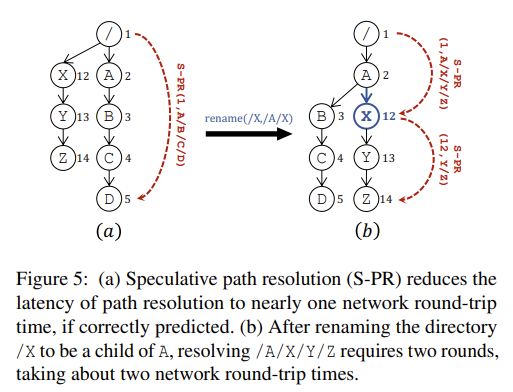 / 1
X 12 A 2
Y 13 B 3
Z 14 C 4
D 5
S-PR(1,A/B/C/D)
(a)
rename(/X,/A/X)
/ 1
A 2
B 3 X 12
C 4 Y 13
D 5 Z 14
S-PR
(1,A/X/Y/Z)
S-PR
(12,Y/Z)
(b)
Figure 5: (a) Speculative path resolution (S-PR) reduces the
latency of path resolution to nearly one network round-trip
time, if correctly predicted. (b) After renaming the directory
/X to be a child of A, resolving /A/X/Y/Z requires two rounds,
taking about two network round-trip times.